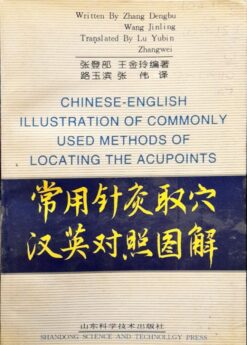 Written By Zhang Dengbu
Wang Jinling
Translated By Lu Yubin
Zhangwei
张登部 王金玲编著
路玉滨 张 伟 译
CHINESE-ENGLISH
ILLUSTRATION OF COMMONLY
USED METHODS OF
LOCATING THE ACUPOINTS
常用针灸取穴
汉英对照图解
山东科学技术出版社
SHANDONG SCIENCE AND TECHNOLLGY PRESS